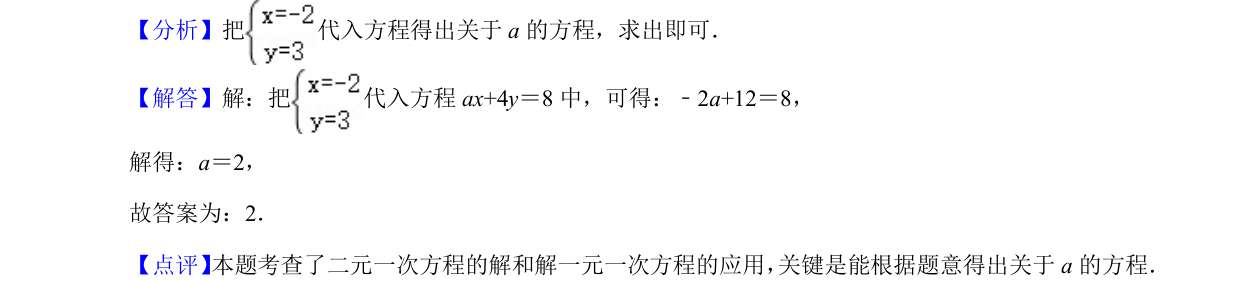 【分析】把{x=-2 y=3代入方程得出关于 a 的方程，求出即可．
【解答】解：把{x=-2 y=3代入方程 ax+4y＝8 中，可得：﹣2a+12＝8，
解得：a＝2，
故答案为：2．
【点评】本题考查了二元一次方程的解和解一元一次方程的应用，关键是能根据题意得出关于 a 的方程．